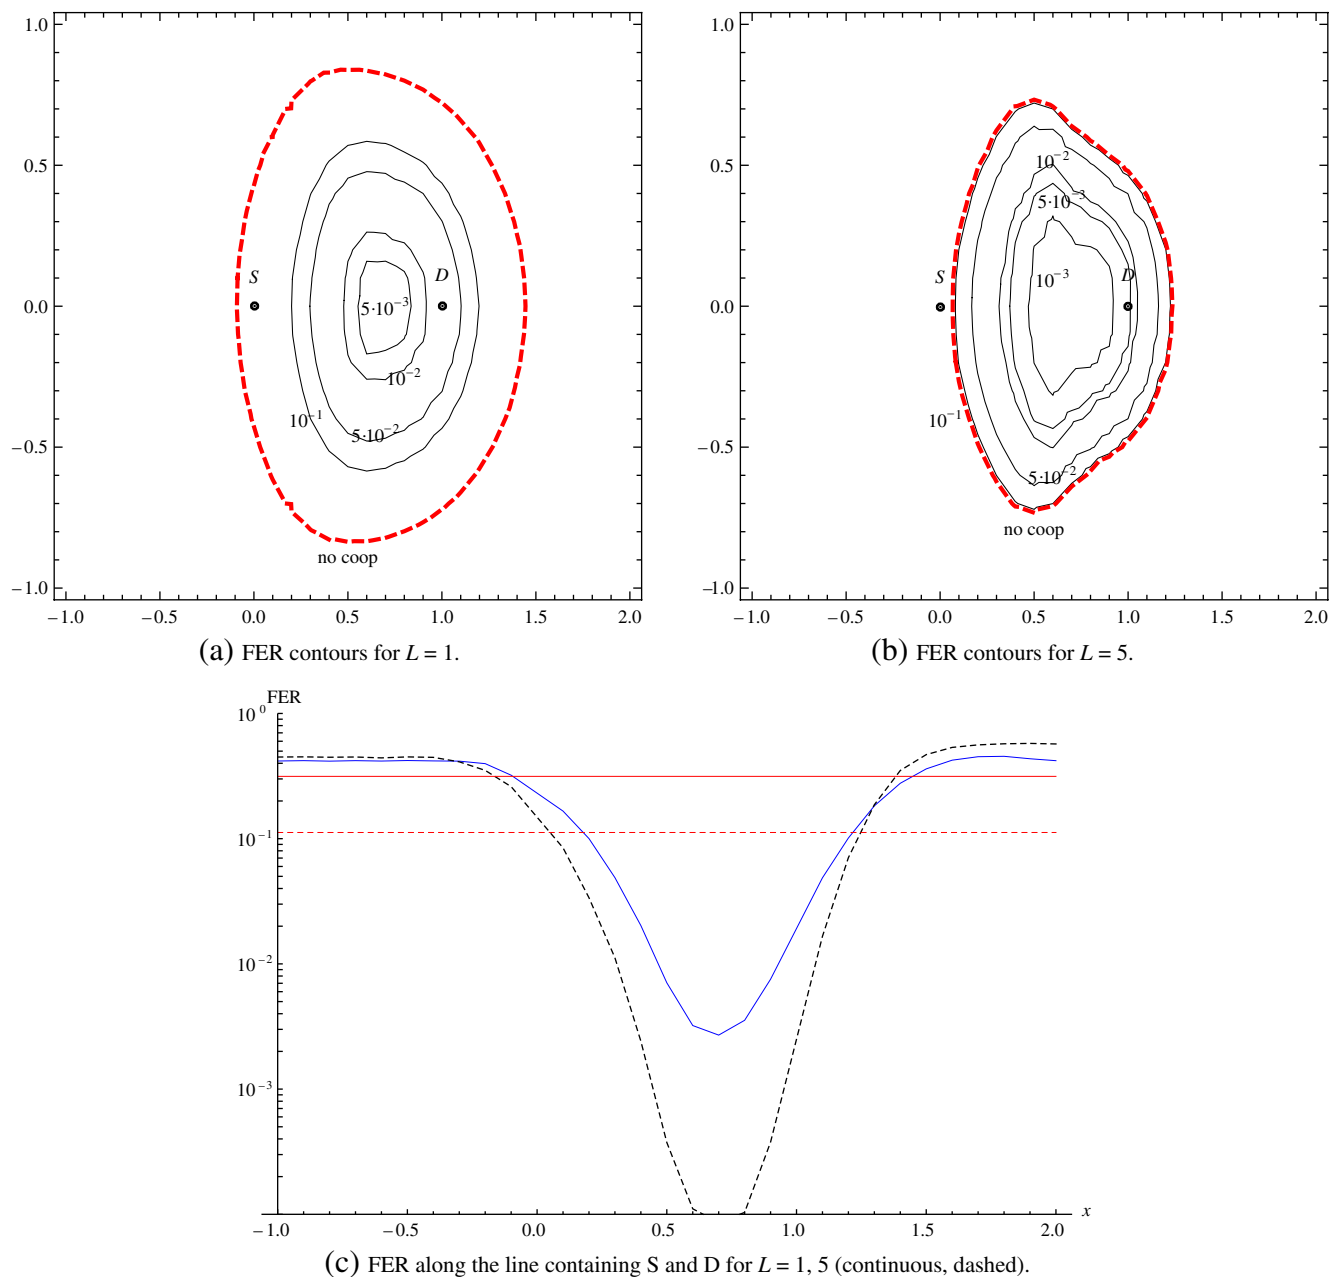 1.0
0.5
0.0
−0.5
−1.0
−1.0 −0.5 0.0 0.5 1.0 1.5 2.0
S
D
5·10⁻³
10⁻²
10⁻¹
5·10⁻²
no coop
(a) FER contours for L = 1.
1.0
0.5
0.0
−0.5
−1.0
−1.0 −0.5 0.0 0.5 1.0 1.5 2.0
10⁻²
5·10⁻³
S
D
10⁻³
10⁻¹
5·10⁻²
no coop
(b) FER contours for L = 5.
FER
10⁰
10⁻¹
10⁻²
10⁻³
−1.0 −0.5 0.0 0.5 1.0 1.5 2.0
x
(c) FER along the line containing S and D for L = 1, 5 (continuous, dashed).